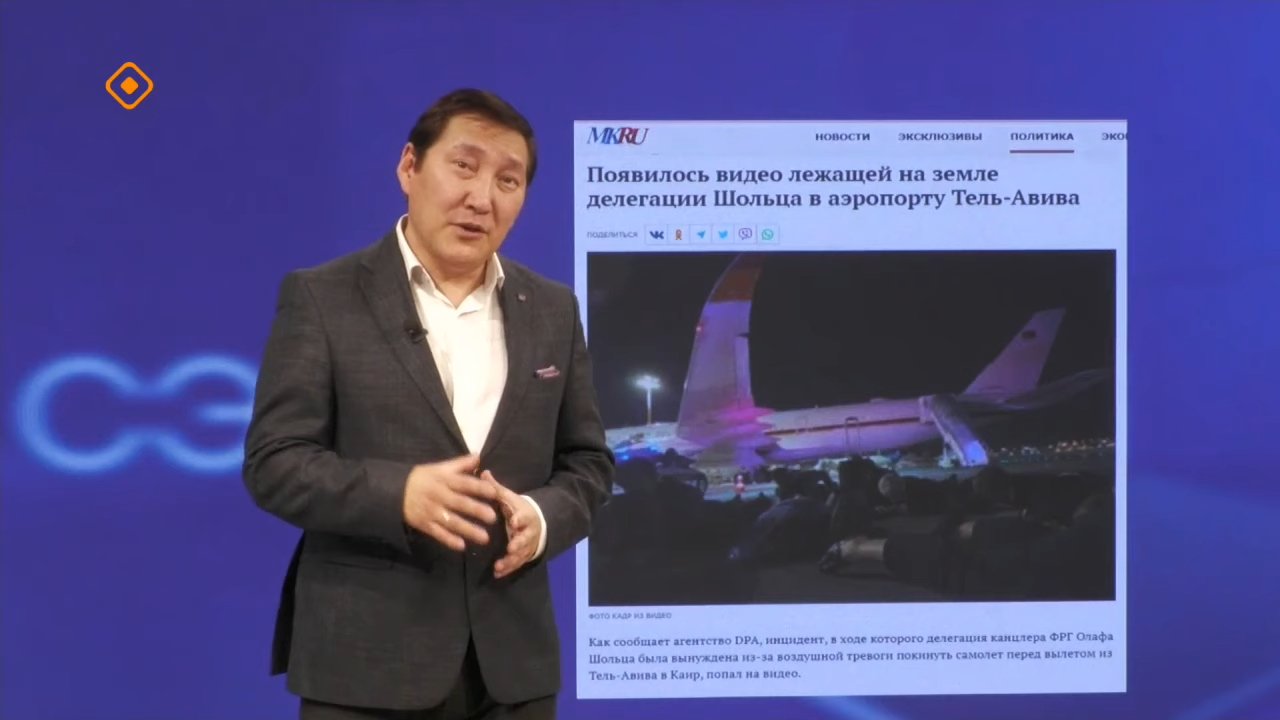 MKRU
НОВОСТИ ЭКСКЛЮЗИВЫ ПОЛИТИКА ЭКО
Появилось видео лежащей на земле
делегации Шольца в аэропорту Тель-Авива
ПОДЕЛИТЬСЯ
ФОТО КАДР ИЗ ВИДЕО
Как сообщает агентство DPA, инцидент, в ходе которого делегация канцлера ФРГ Олафа
Шольца была вынуждена из-за воздушной тревоги покинуть самолет перед вылетом из
Тель-Авива в Каир, попал на видео.